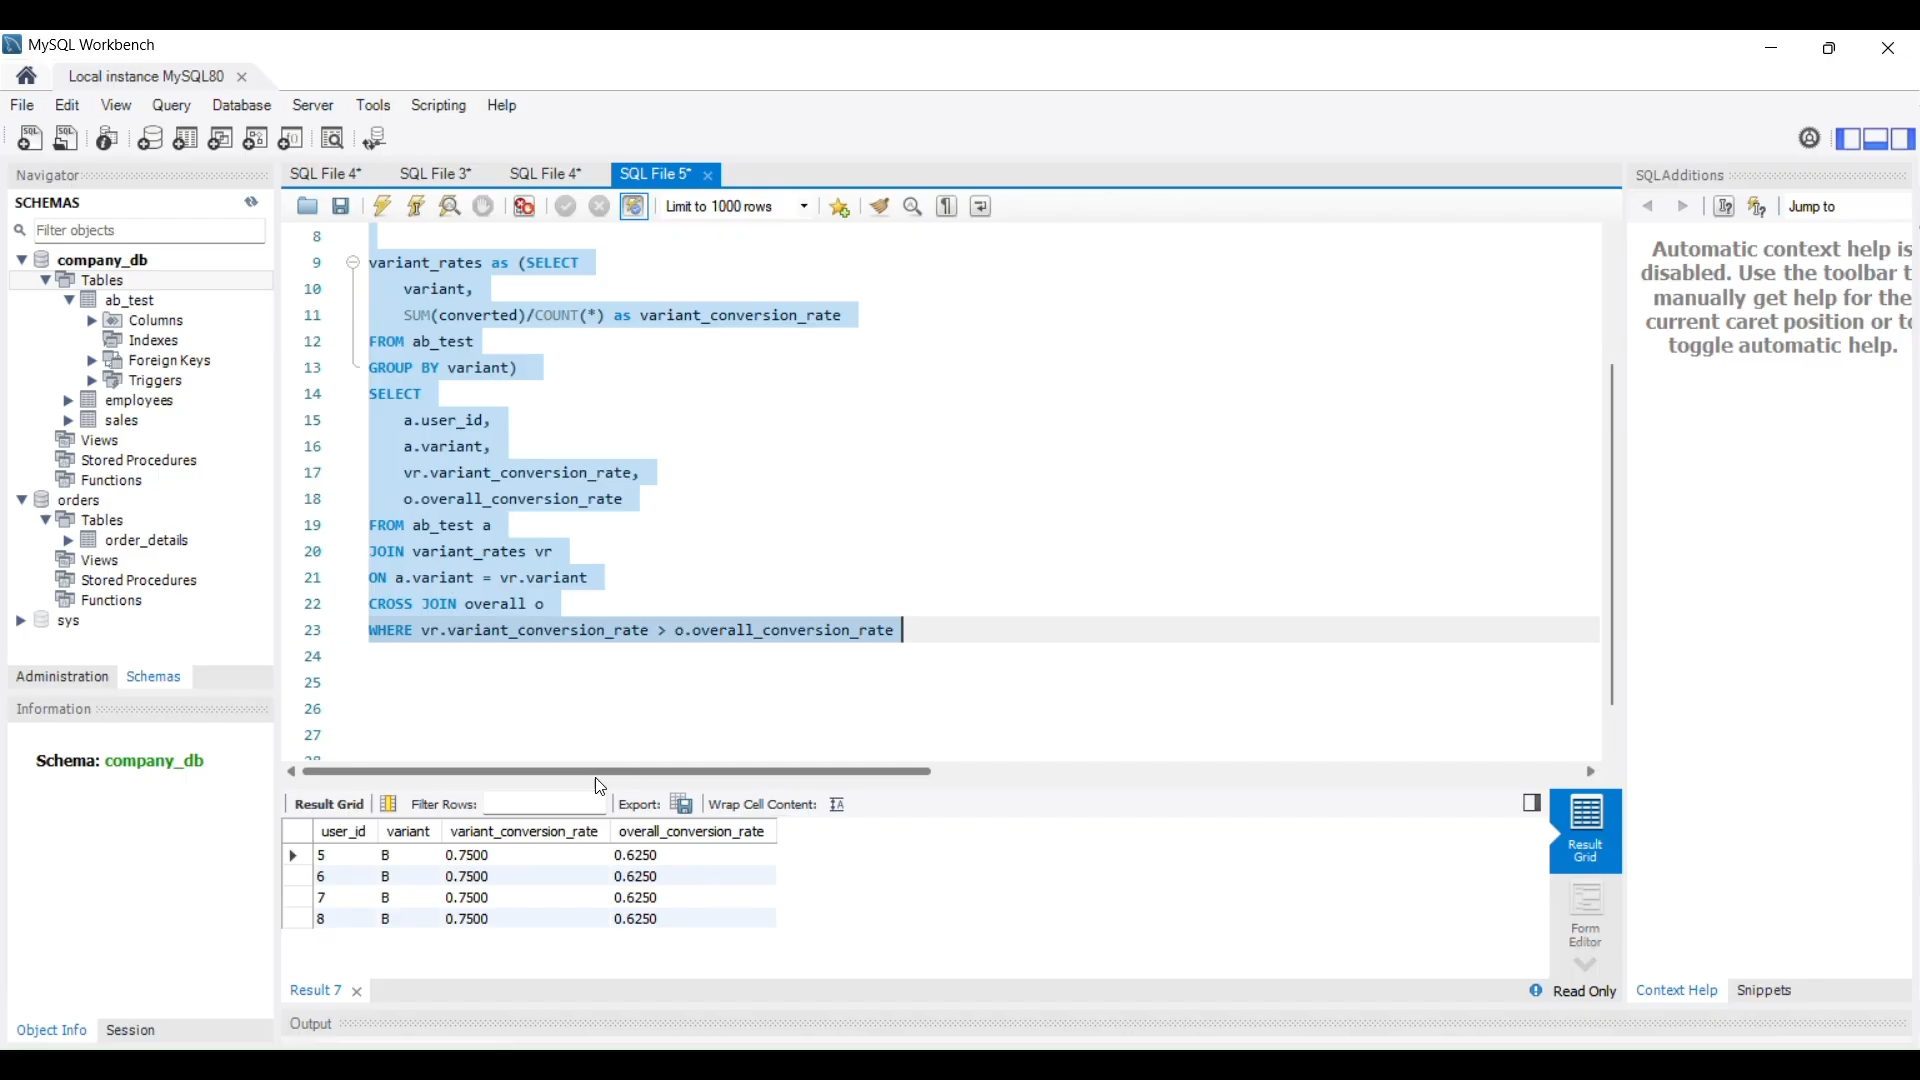 MySQL Workbench
Local instance MySQL80
File Edit View Query Database Server Tools Scripting Help
Navigator
SCHEMAS
Filter objects
company_db
Tables
ab_test
Columns
Indexes
Foreign Keys
Triggers
employees
sales
Views
Stored Procedures
Functions
orders
Tables
order_details
Views
Stored Procedures
Functions
sys
Administration Schemas
Information
Schema: company_db
Object Info Session
SQL File 4* SQL File 3* SQL File 4* SQL File 5*
Limit to 1000 rows
8
9 variant_rates as (SELECT
10 variant,
11 SUM(converted)/COUNT(*) as variant_conversion_rate
12 FROM ab_test
13 GROUP BY variant)
14 SELECT
15 a.user_id,
16 a.variant,
17 vr.variant_conversion_rate,
18 o.overall_conversion_rate
19 FROM ab_test a
20 JOIN variant_rates vr
21 ON a.variant = vr.variant
22 CROSS JOIN overall o
23 WHERE vr.variant_conversion_rate > o.overall_conversion_rate
24
25
26
27
Result Grid Filter Rows: Export: Wrap Cell Content:
user_id variant variant_conversion_rate overall_conversion_rate
5 B 0.7500 0.6250
6 B 0.7500 0.6250
7 B 0.7500 0.6250
8 B 0.7500 0.6250
Result
Grid
Form
Editor
Result 7
Read Only
Output
SQLAdditions
Jump to
Automatic context help is
disabled. Use the toolbar t
manually get help for the
current caret position or to
toggle automatic help.
Context Help Snippets